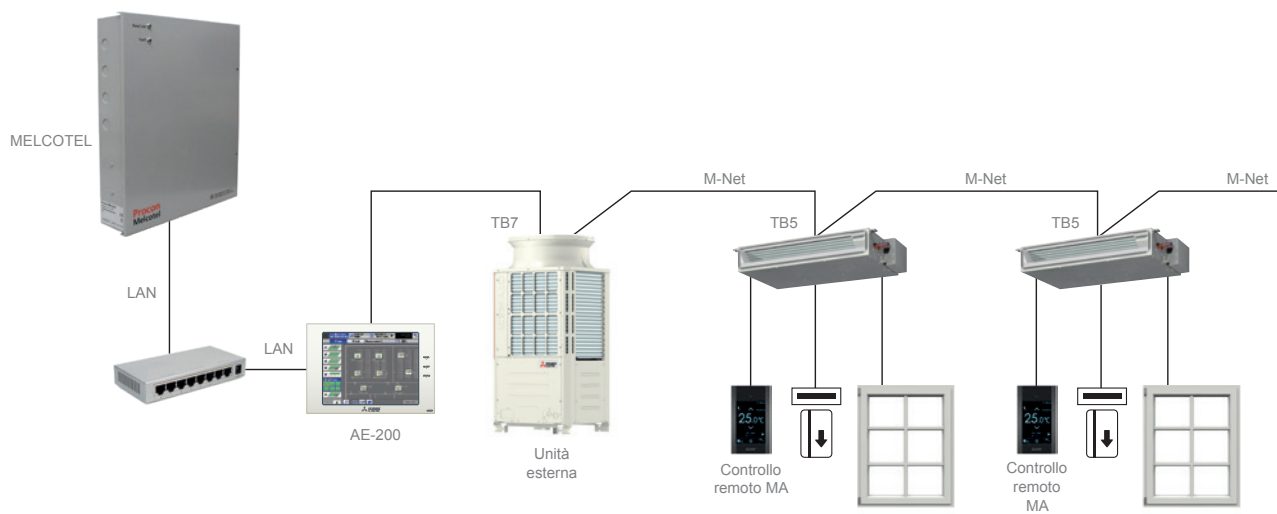 Procon
Melcotel
MELCOTEL
LAN
LAN
AE-200
TB7
Unità
esterna
M-Net
TB5
M-Net
TB5
M-Net
25.0°C
Controllo
remoto MA
25.0°C
Controllo
remoto
MA